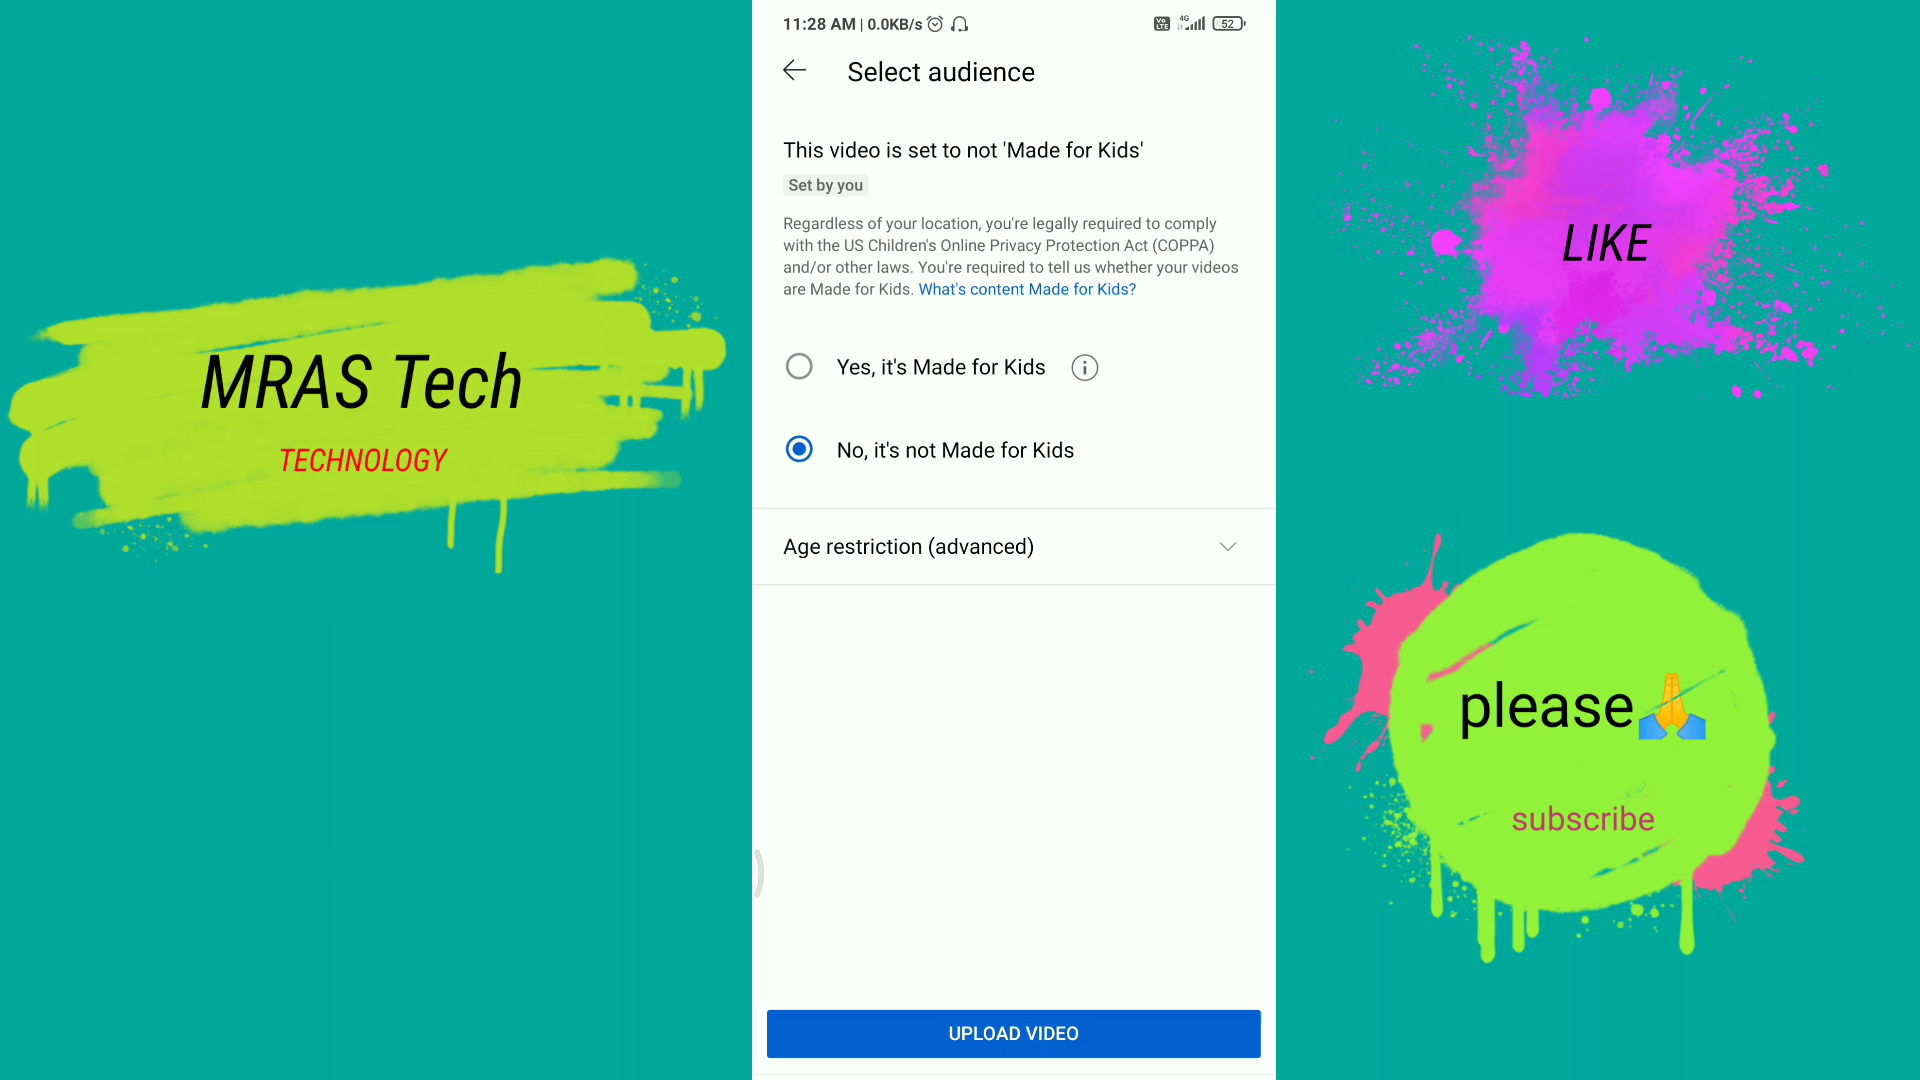 MRAS Tech
TECHNOLOGY
11:28 AM | 0.0KB/s
Vo LTE 4G 52
Select audience
This video is set to not 'Made for Kids'
Set by you
Regardless of your location, you're legally required to comply
with the US Children's Online Privacy Protection Act (COPPA)
and/or other laws. You're required to tell us whether your videos
are Made for Kids. What's content Made for Kids?
Yes, it's Made for Kids
No, it's not Made for Kids
Age restriction (advanced)
UPLOAD VIDEO
LIKE
please🙏
subscribe